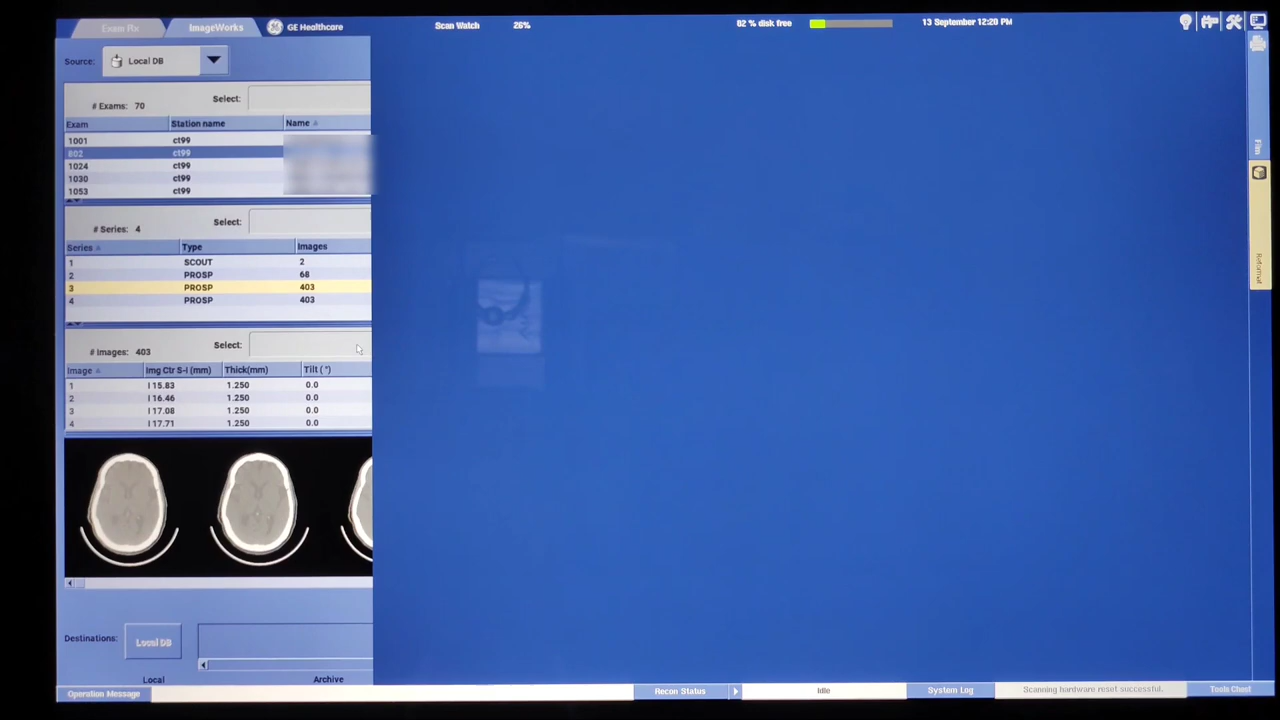 Exam Rx ImageWorks GE Healthcare Scan Watch 26% 82 % disk free 13 September 12:20 PM
Source: Local DB
# Exams: 70 Select:
Exam Station name Name
1001 ct99
802 ct99
1024 ct99
1030 ct99
1053 ct99
# Series: 4 Select:
Series Type Images
1 SCOUT 2
2 PROSP 68
3 PROSP 403
4 PROSP 403
# Images: 403 Select:
Image Img Ctr S-I (mm) Thick(mm) Tilt (°)
1 I 15.83 1.250 0.0
2 I 16.46 1.250 0.0
3 I 17.08 1.250 0.0
4 I 17.71 1.250 0.0
Destinations: Local DB
Local Archive
Operation Message Recon Status Idle System Log Scanning hardware reset successful. Tools Chest
Film
Reformat